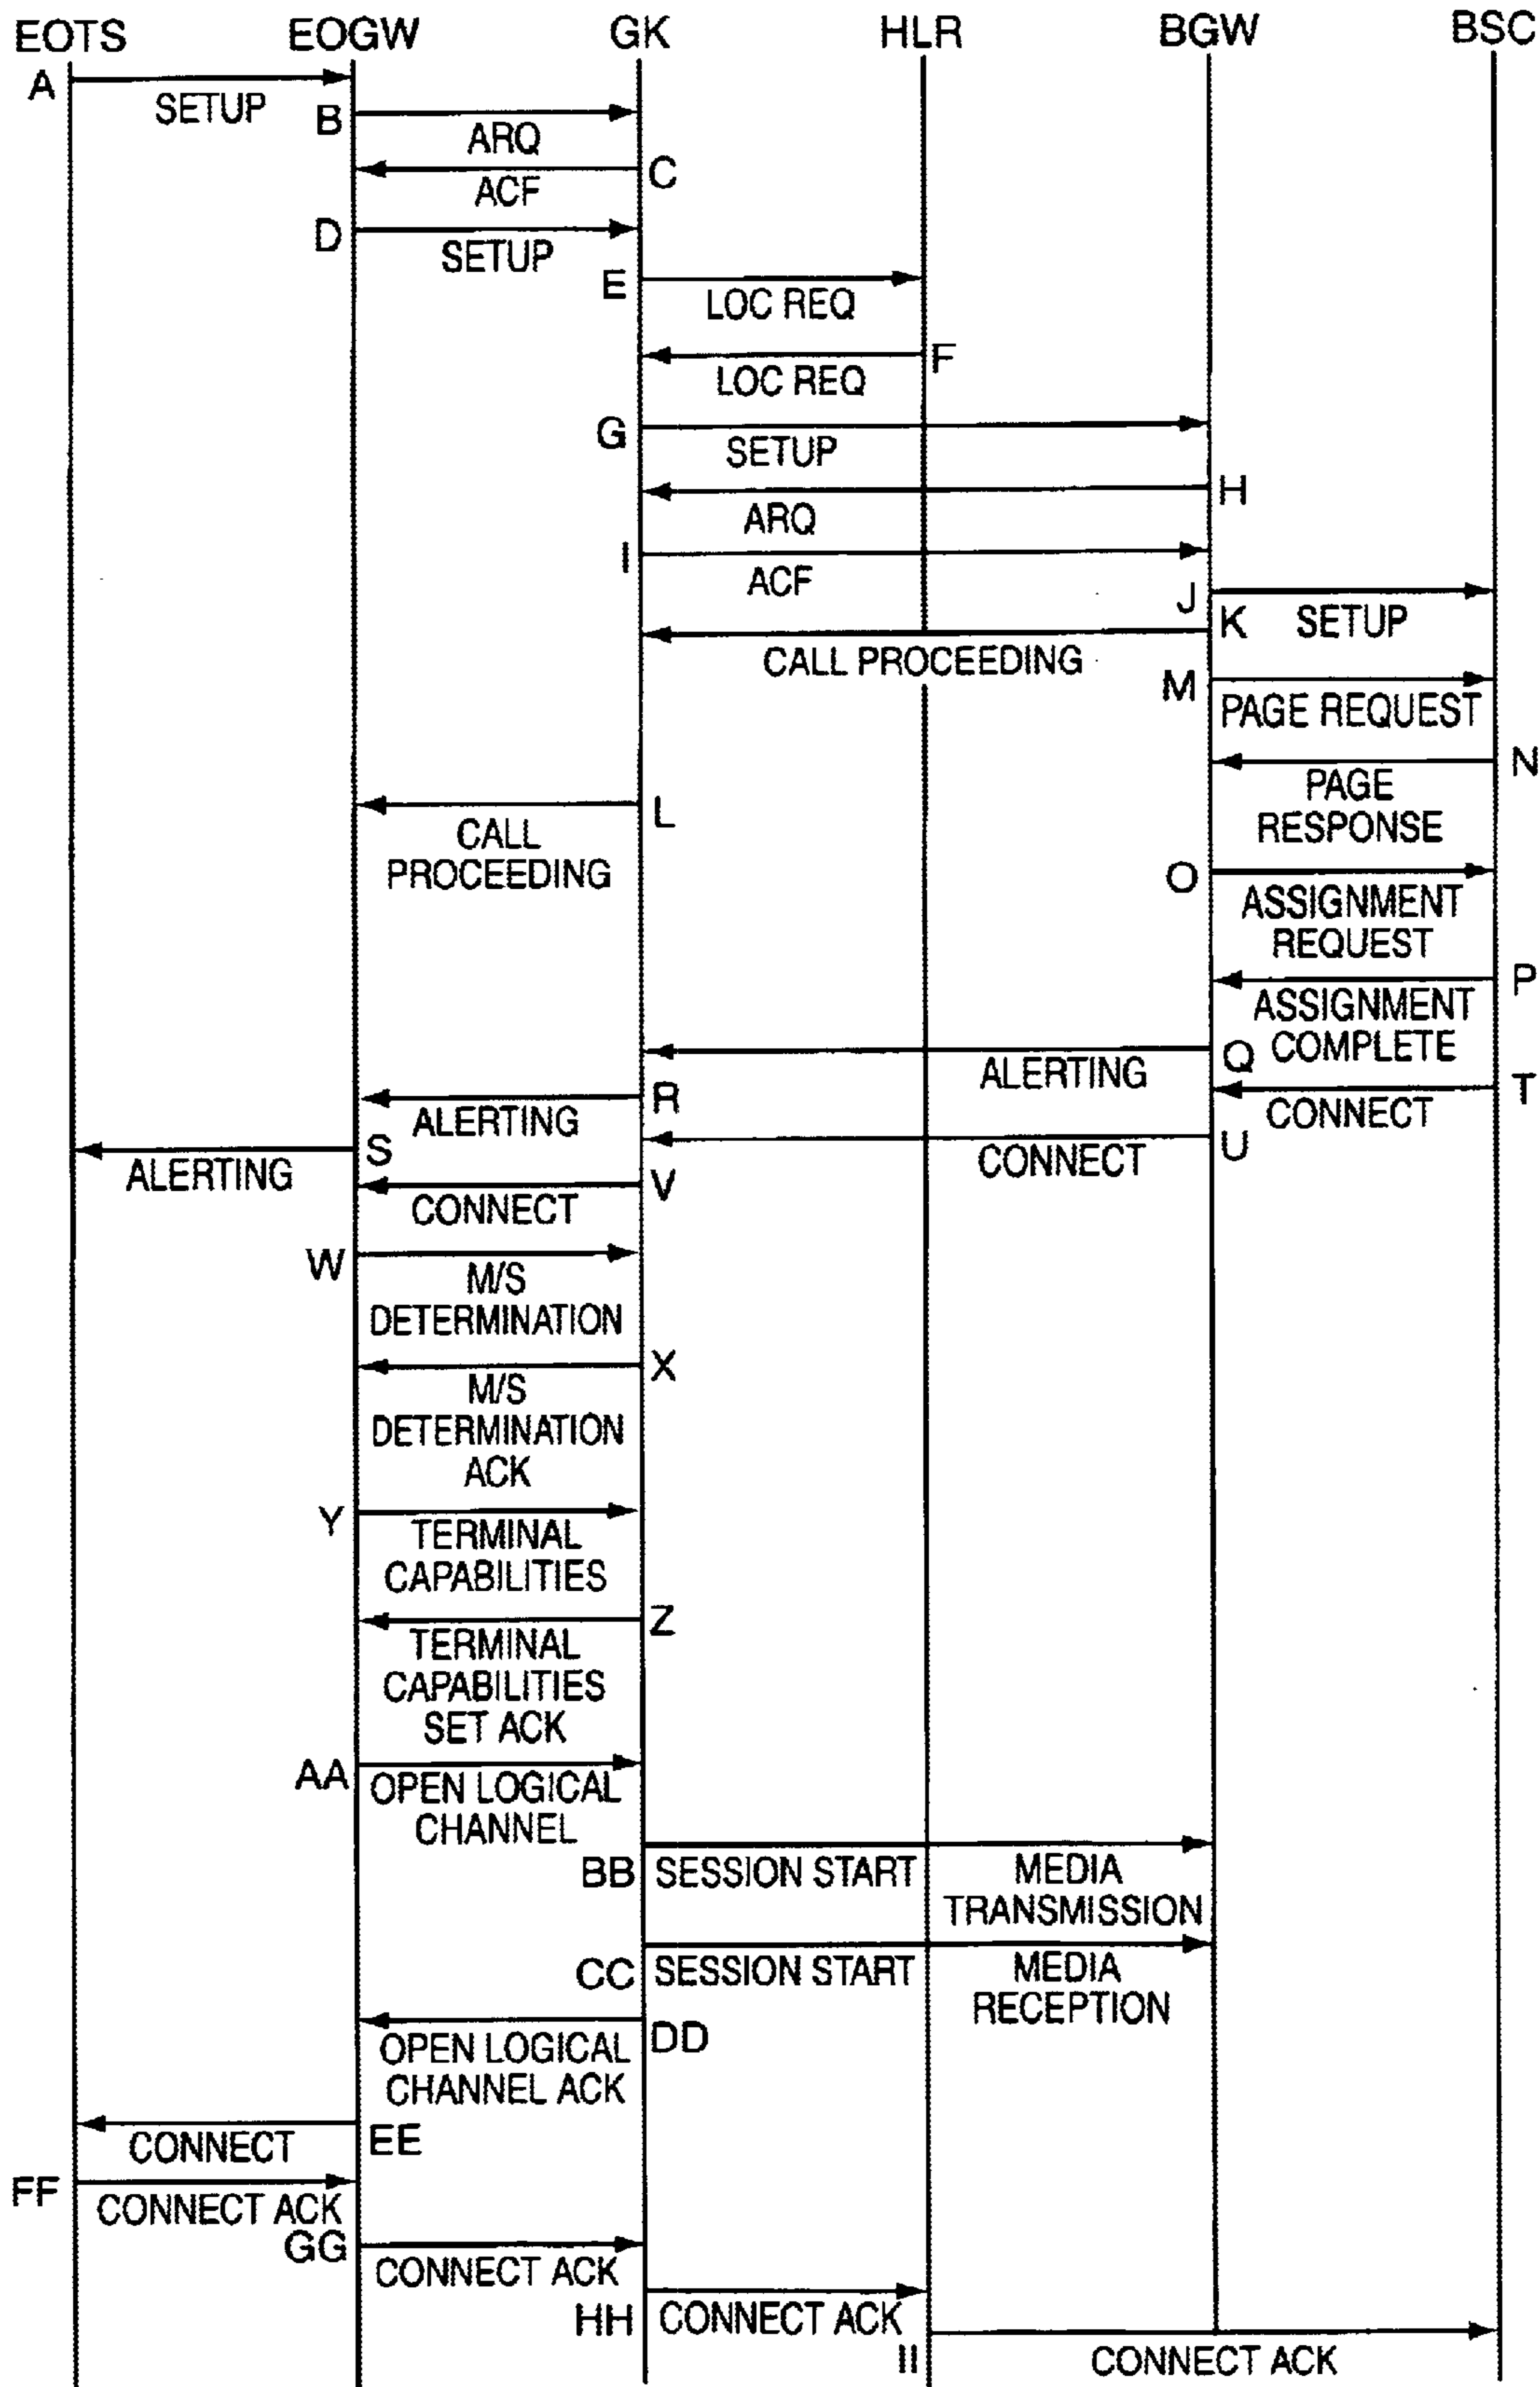 EOTS EOGW GK HLR BGW BSC
A
SETUP
B
ARQ
C
ACF
D
SETUP
E
LOC REQ
F
LOC REQ
G
SETUP
H
ARQ
I
ACF
J
SETUP
K
CALL PROCEEDING
M
PAGE REQUEST
N
PAGE
RESPONSE
L
CALL
PROCEEDING
O
ASSIGNMENT
REQUEST
P
ASSIGNMENT
COMPLETE
Q
ALERTING
R
ALERTING
T
CONNECT
S
ALERTING
U
CONNECT
V
CONNECT
W
M/S
DETERMINATION
X
M/S
DETERMINATION
ACK
Y
TERMINAL
CAPABILITIES
Z
TERMINAL
CAPABILITIES
SET ACK
AA
OPEN LOGICAL
CHANNEL
BB
SESSION START
MEDIA
TRANSMISSION
CC
SESSION START
MEDIA
RECEPTION
DD
OPEN LOGICAL
CHANNEL ACK
EE
CONNECT
FF
CONNECT ACK
GG
CONNECT ACK
HH
CONNECT ACK
II
CONNECT ACK